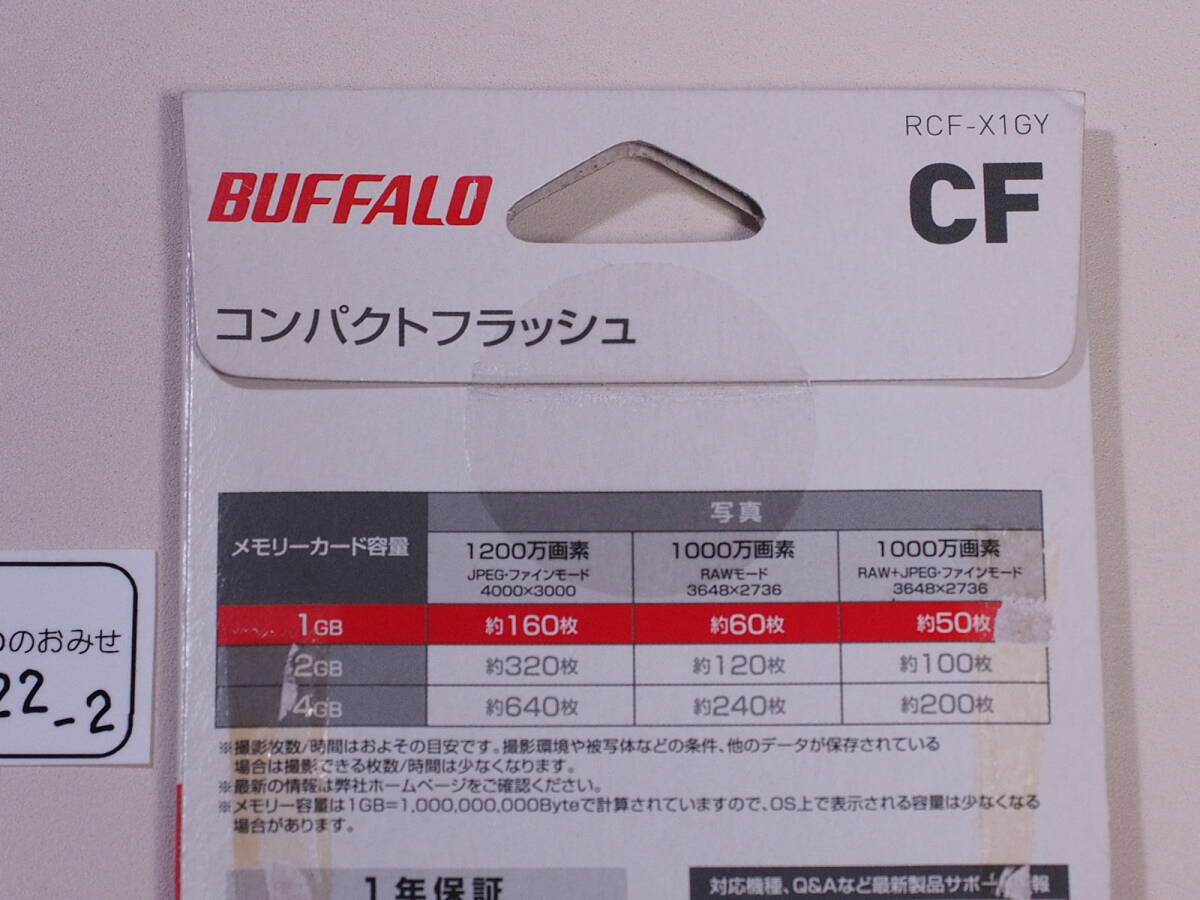 RCF-X1GY
BUFFALO
CF
コンパクトフラッシュ
メモリーカード容量
写真
1200万画素
JPEG・ファインモード
4000×3000
1000万画素
RAWモード
3648×2736
1000万画素
RAW+JPEG・ファインモード
3648×2736
1GB 約160枚 約60枚 約50枚
2GB 約320枚 約120枚 約100枚
4GB 約640枚 約240枚 約200枚
※撮影枚数/時間はおよその目安です。撮影環境や被写体などの条件、他のデータが保存されている
場合は撮影できる枚数/時間は少なくなります。
※最新の情報は弊社ホームページをご確認ください。
※メモリー容量は1GB=1,000,000,000Byteで計算されていますので、OS上で表示される容量は少なくなる
場合があります。
1年保証
対応機種、Q&Aなど最新製品サポー 報
のおみせ
22-2